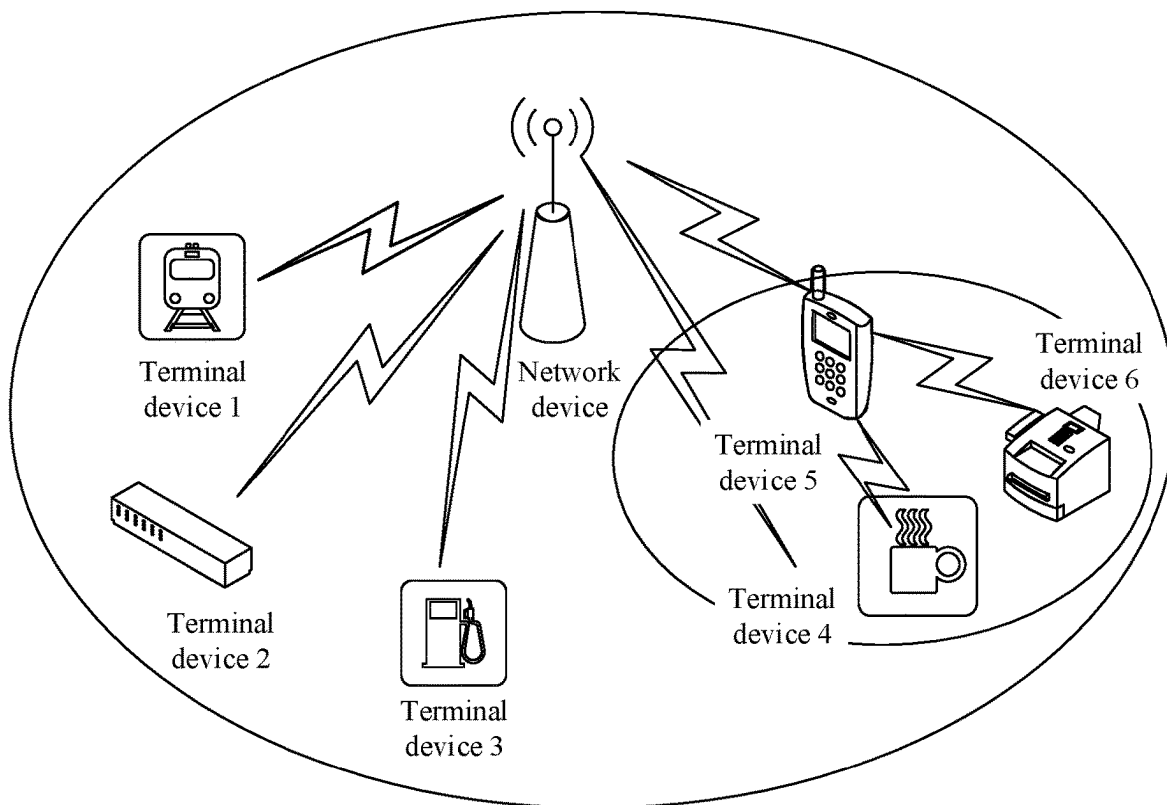 Terminal
device 1
Network
device
Terminal
device 6
Terminal
device 5
Terminal
device 2
Terminal
device 4
Terminal
device 3